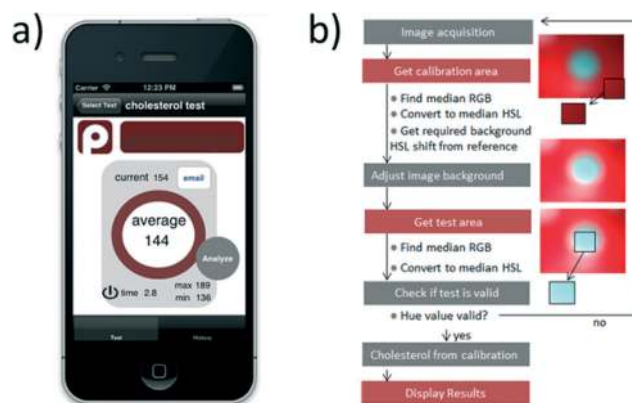 a)
Carrier 12:23 PM
Select Test
cholesterol test
current 154
email
average
144
Analyze
time 2.8
max 189
min 136
Test
History
b)
Image acquisition
Get calibration area
Find median RGB
Convert to median HSL
Get required background
HSL shift from reference
Adjust image background
Get test area
Find median RGB
Convert to median HSL
Check if test is valid
Hue value valid?
no
yes
Cholesterol from calibration
Display Results